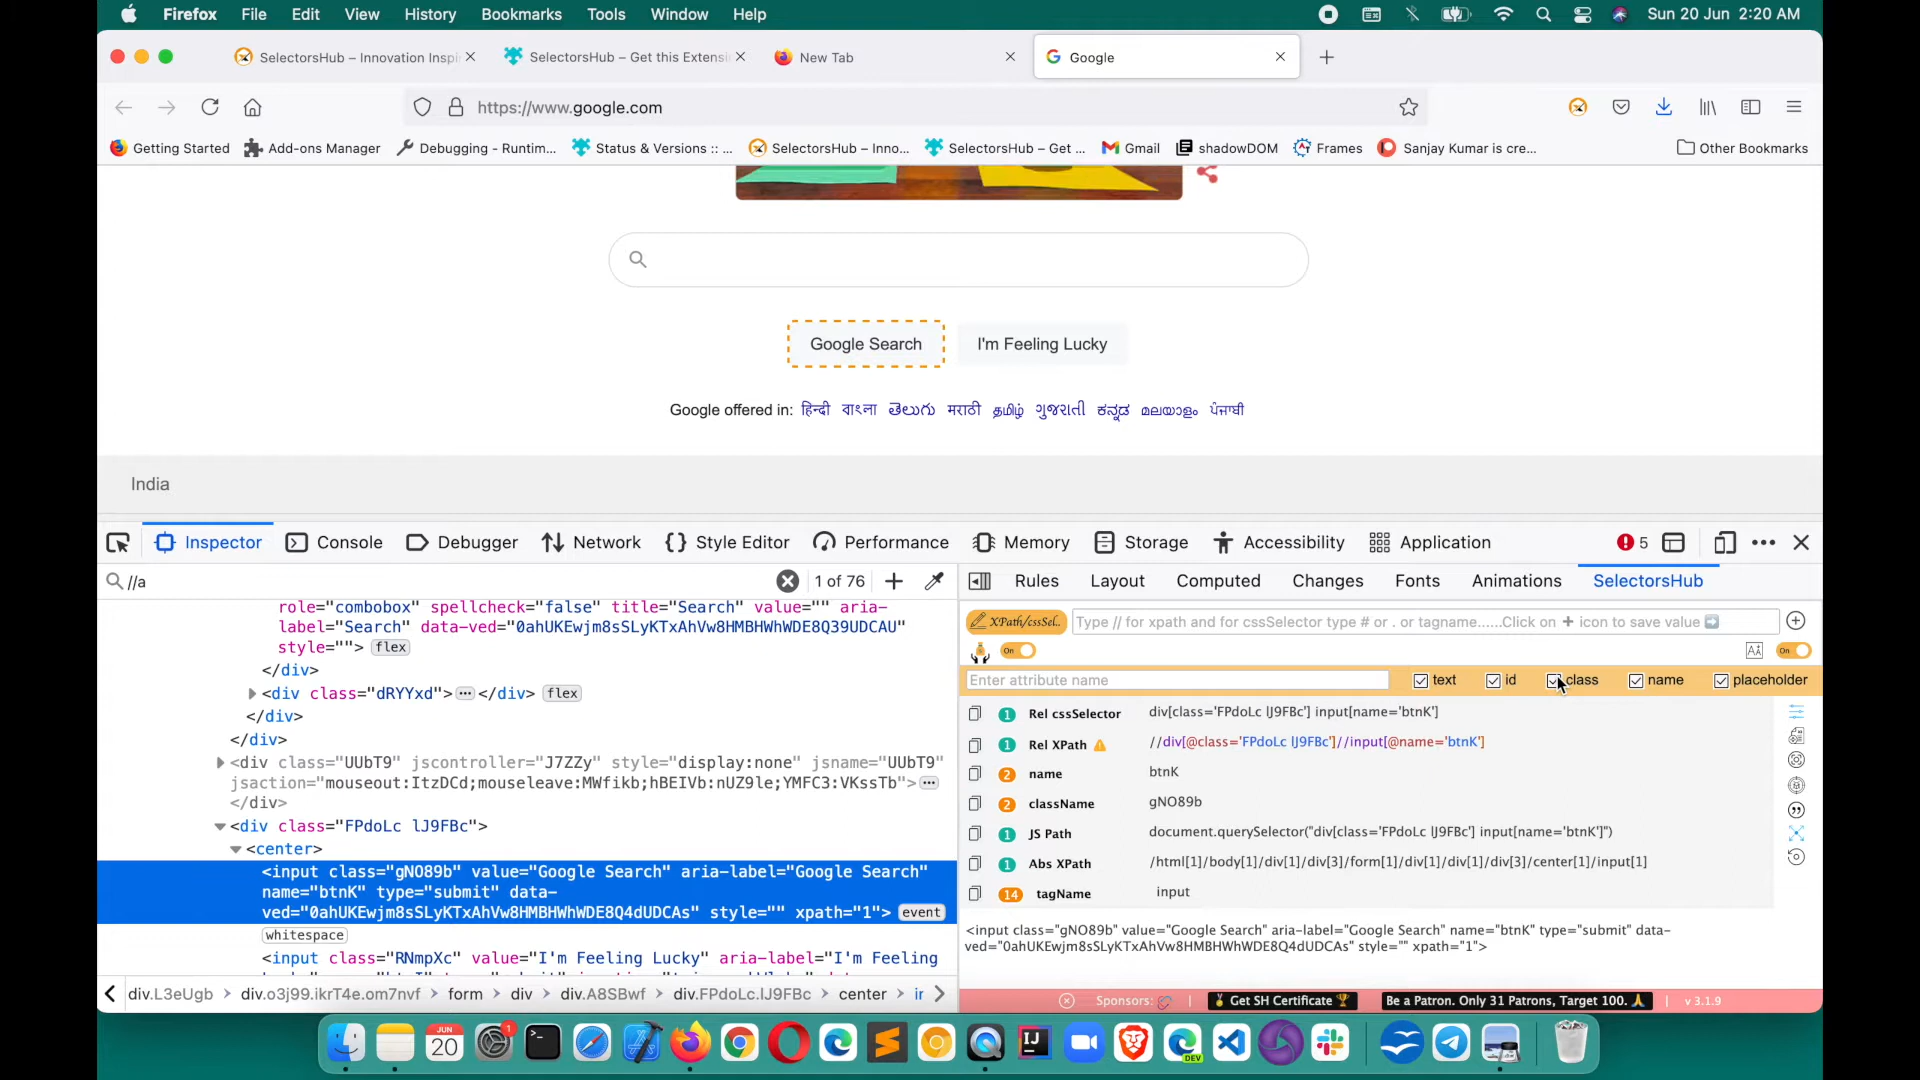 Firefox File Edit View History Bookmarks Tools Window Help Sun 20 Jun 2:20 AM
SelectorsHub – Innovation Inspi SelectorsHub – Get this Extensi New Tab Google
https://www.google.com
Getting Started Add-ons Manager Debugging - Runtim... Status & Versions :: ... SelectorsHub – Inno... SelectorsHub – Get ... Gmail shadowDOM Frames Sanjay Kumar is cre... Other Bookmarks
Google Search I'm Feeling Lucky
Google offered in: हिन्दी বাংলা తెలుగు मराठी தமிழ் ગુજરાતી ಕನ್ನಡ മലയാളം ਪੰਜਾਬੀ
India
Inspector Console Debugger Network Style Editor Performance Memory Storage Accessibility Application 5
//a 1 of 76 Rules Layout Computed Changes Fonts Animations SelectorsHub
role="combobox" spellcheck="false" title="Search" value="" aria-
label="Search" data-ved="0ahUKEwjm8sSLyKTxAhVw8HMBHWhWDE8Q39UDCAU"
style=""> flex
</div>
<div class="dRYYxd"> </div> flex
</div>
</div>
<div class="UUbT9" jscontroller="J7ZZy" style="display:none" jsname="UUbT9"
jsaction="mouseout:ItzDCd;mouseleave:MWfikb;hBEIVb:nUZ9le;YMFC3:VKssTb">
</div>
<div class="FPdoLc lJ9FBc">
<center>
<input class="gNO89b" value="Google Search" aria-label="Google Search"
name="btnK" type="submit" data-
ved="0ahUKEwjm8sSLyKTxAhVw8HMBHWhWDE8Q4dUDCAs" style="" xpath="1"> event
whitespace
<input class="RNmpXc" value="I'm Feeling Lucky" aria-label="I'm Feeling
div.L3eUgb div.o3j99.ikrT4e.om7nvf form div div.A8SBwf div.FPdoLc.lJ9FBc center
XPath/cssSel.. Type // for xpath and for cssSelector type # or . or tagname......Click on + icon to save value
On On
Enter attribute name text id class name placeholder
1 Rel cssSelector div[class='FPdoLc lJ9FBc'] input[name='btnK']
1 Rel XPath //div[@class='FPdoLc lJ9FBc']//input[@name='btnK']
2 name btnK
2 className gNO89b
1 JS Path document.querySelector("div[class='FPdoLc lJ9FBc'] input[name='btnK']")
1 Abs XPath /html[1]/body[1]/div[1]/div[3]/form[1]/div[1]/div[1]/div[3]/center[1]/input[1]
14 tagName input
<input class="gNO89b" value="Google Search" aria-label="Google Search" name="btnK" type="submit" data-
ved="0ahUKEwjm8sSLyKTxAhVw8HMBHWhWDE8Q4dUDCAs" style="" xpath="1">
Sponsors: | Get SH Certificate | Be a Patron. Only 31 Patrons, Target 100. | v 3.1.9
JUN
20 1 IJ DEV